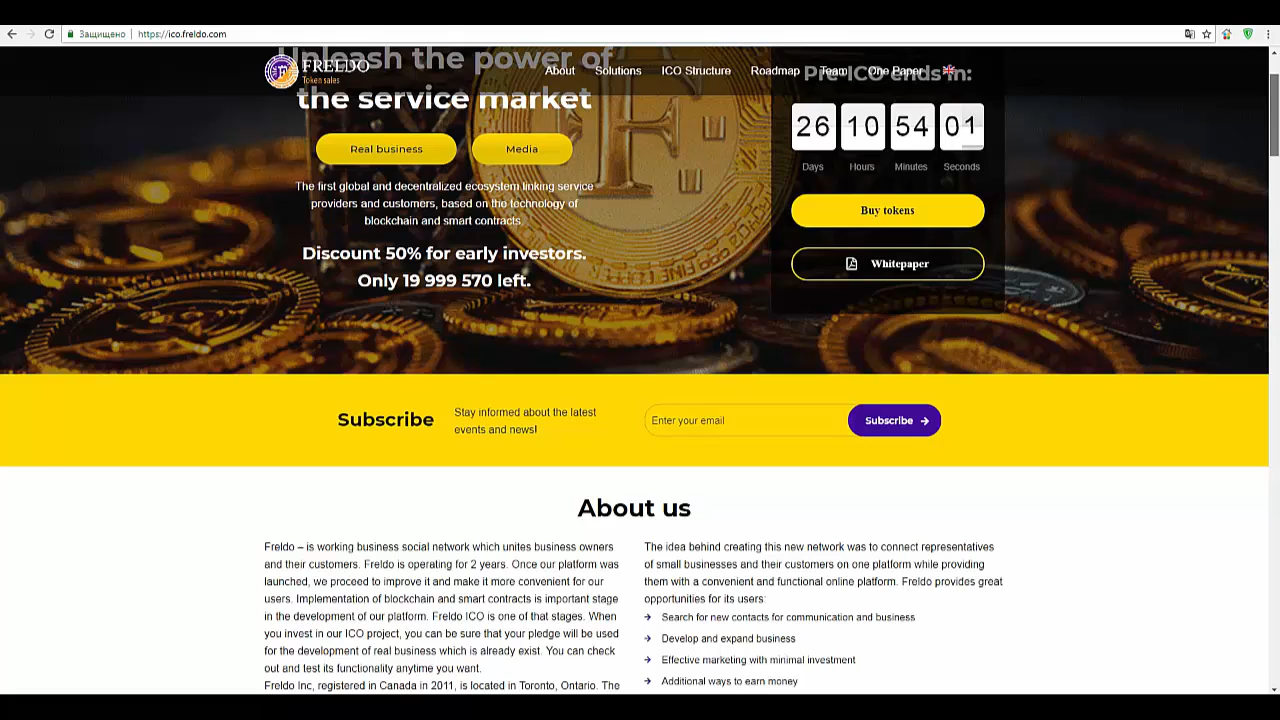 Защищено
https://ico.freldo.com
Unleash the power of
the service market
FRELDO
Token sales
About
Solutions
ICO Structure
Roadmap
Team
One Paper
Pre-ICO ends in:
26 10 54 01
Days Hours Minutes Seconds
Real business
Media
The first global and decentralized ecosystem linking service
providers and customers, based on the technology of
blockchain and smart contracts.
Discount 50% for early investors.
Only 19 999 570 left.
Buy tokens
Whitepaper
Subscribe
Stay informed about the latest
events and news!
Enter your email
Subscribe
About us
Freldo – is working business social network which unites business owners
and their customers. Freldo is operating for 2 years. Once our platform was
launched, we proceed to improve it and make it more convenient for our
users. Implementation of blockchain and smart contracts is important stage
in the development of our platform. Freldo ICO is one of that stages. When
you invest in our ICO project, you can be sure that your pledge will be used
for the development of real business which is already exist. You can check
out and test its functionality anytime you want.
Freldo Inc, registered in Canada in 2011, is located in Toronto, Ontario. The
The idea behind creating this new network was to connect representatives
of small businesses and their customers on one platform while providing
them with a convenient and functional online platform. Freldo provides great
opportunities for its users:
Search for new contacts for communication and business
Develop and expand business
Effective marketing with minimal investment
Additional ways to earn money